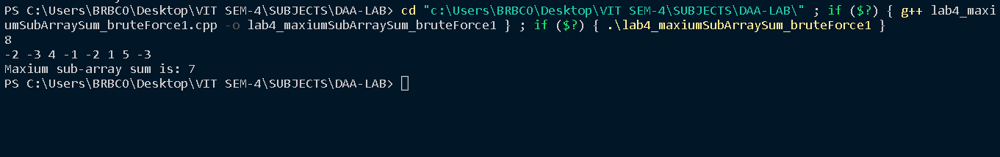 PS C:\Users\BRBCO\Desktop\VIT SEM-4\SUBJECTS\DAA-LAB> cd "c:\Users\BRBCO\Desktop\VIT SEM-4\SUBJECTS\DAA-LAB\" ; if ($?) { g++ lab4_maxi
umSubArraySum_bruteForce1.cpp -o lab4_maxiumSubArraySum_bruteForce1 } ; if ($?) { .\lab4_maxiumSubArraySum_bruteForce1 }
8
-2 -3 4 -1 -2 1 5 -3
Maxium sub-array sum is: 7
PS C:\Users\BRBCO\Desktop\VIT SEM-4\SUBJECTS\DAA-LAB>